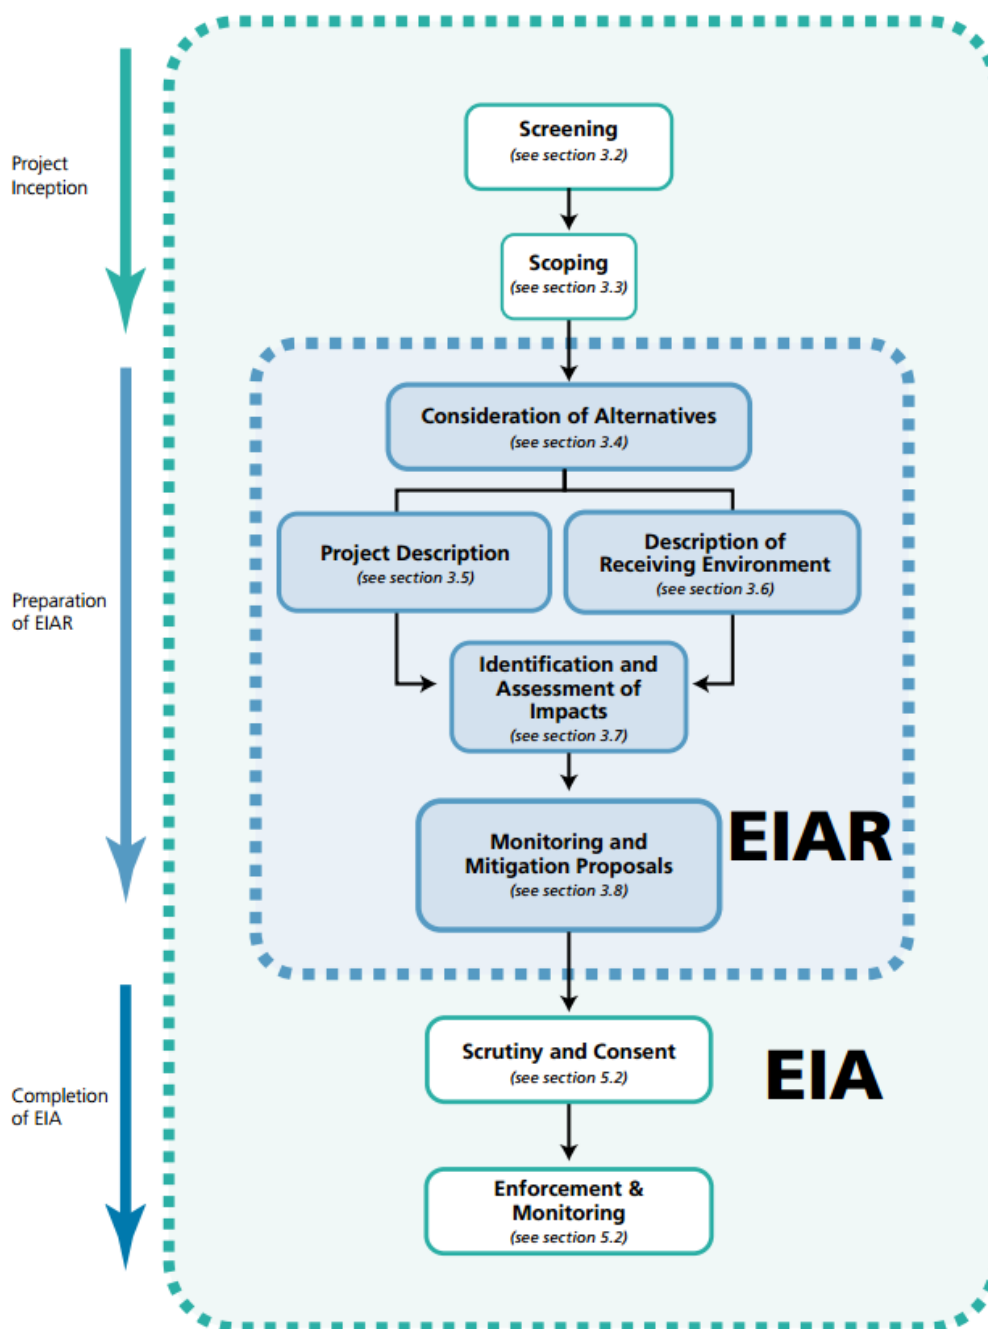 Project
Inception
Screening
(see section 3.2)
Scoping
(see section 3.3)
Preparation
of EIAR
Consideration of Alternatives
(see section 3.4)
Project Description
(see section 3.5)
Description of
Receiving Environment
(see section 3.6)
Identification and
Assessment of
Impacts
(see section 3.7)
Monitoring and
Mitigation Proposals
(see section 3.8)
EIAR
Completion
of EIA
Scrutiny and Consent
(see section 5.2)
EIA
Enforcement &
Monitoring
(see section 5.2)